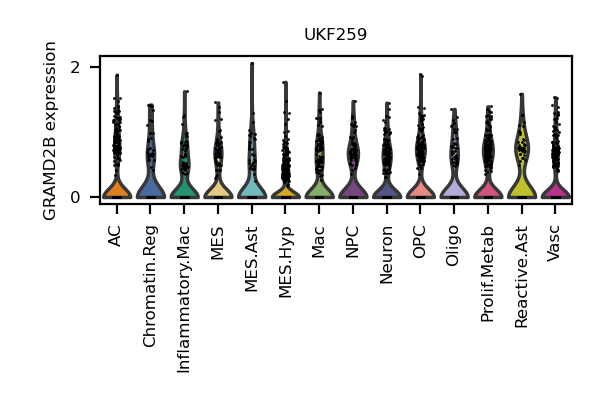 UKF259
GRAMD2B expression
2
0
AC
Chromatin.Reg
Inflammatory.Mac
MES
MES.Ast
MES.Hyp
Mac
NPC
Neuron
OPC
Oligo
Prolif.Metab
Reactive.Ast
Vasc